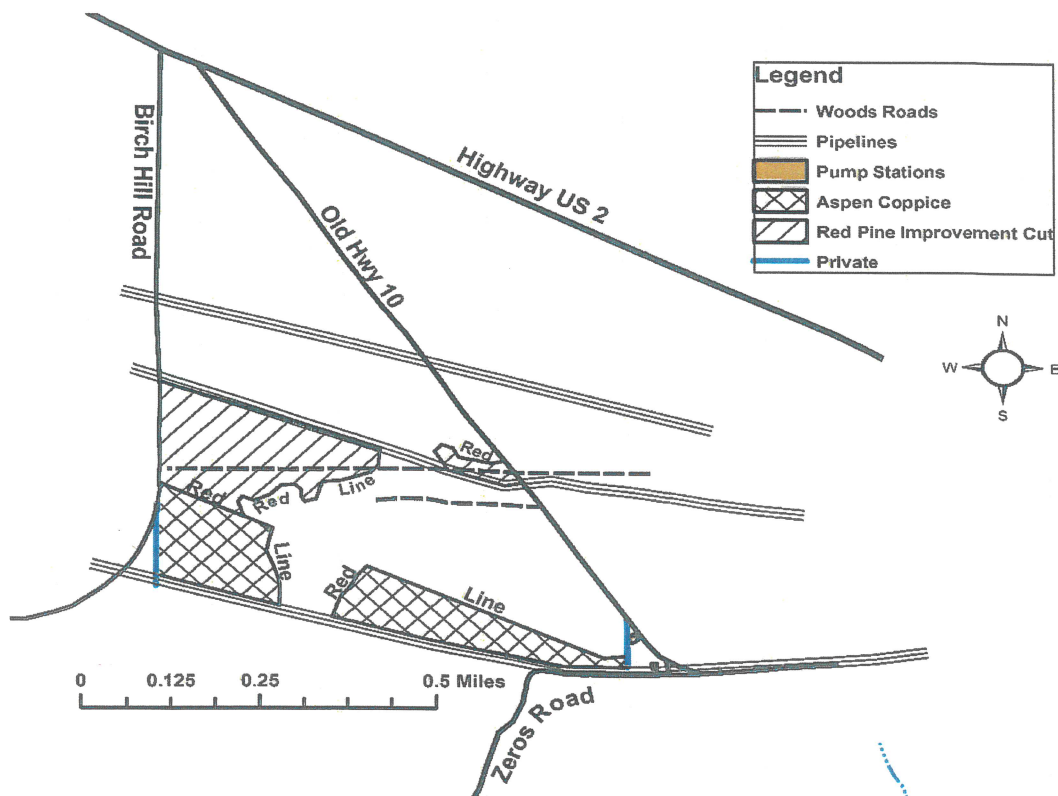 Legend
Woods Roads
Pipelines
Pump Stations
Aspen Coppice
Red Pine Improvement Cut
Private
Birch Hill Road
Highway US 2
Old Hwy 10
N
W
E
S
Red
Red
Red
Line
Line
Red
Line
0
0.125
0.25
0.5 Miles
Zeros Road